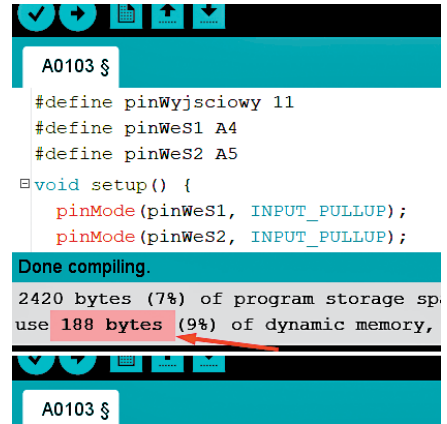 A0103 §
#define pinWyjsciowy 11
#define pinWeS1 A4
#define pinWeS2 A5
void setup() {
pinMode(pinWeS1, INPUT_PULLUP);
pinMode(pinWeS2, INPUT_PULLUP);
Done compiling.
2420 bytes (7%) of program storage spa
use 188 bytes (9%) of dynamic memory,
A0103 §